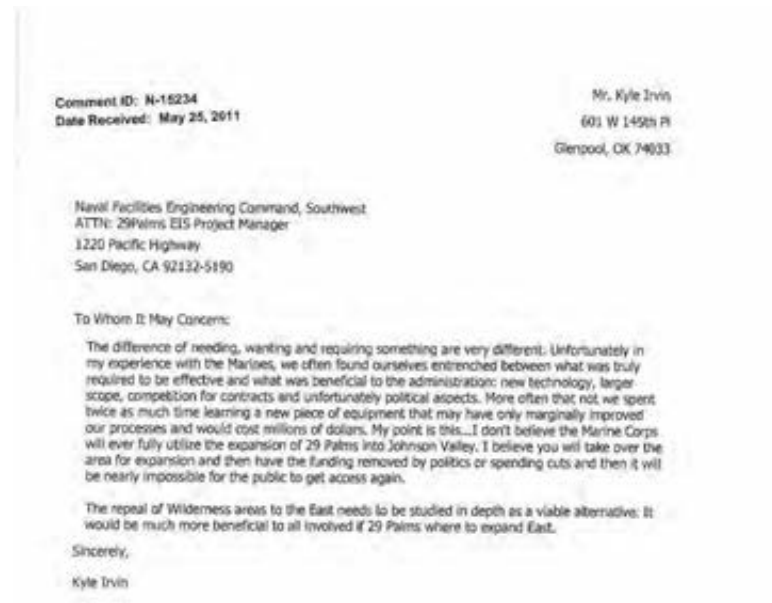 Comment ID: N-15234
Date Received: May 25, 2011
Mr. Kyle Irvin
601 W 145th Pl
Glenpool, OK 74033
Naval Facilities Engineering Command, Southwest
ATTN: 29Palms EIS Project Manager
1220 Pacific Highway
San Diego, CA 92132-5190
To Whom It May Concern:
The difference of needing, wanting and requiring something are very different. Unfortunately in
my experience with the Marines, we often found ourselves entrenched between what was truly
required to be effective and what was beneficial to the administration: new technology, larger
scope, competition for contracts and unfortunately political aspects. More often that not we spent
twice as much time learning a new piece of equipment that may have only marginally improved
our processes and would cost millions of dollars. My point is this...I don't believe the Marine Corps
will ever fully utilize the expansion of 29 Palms into Johnson Valley. I believe you will take over the
area for expansion and then have the funding removed by politics or spending cuts and then it will
be nearly impossible for the public to get access again.
The repeal of Wilderness areas to the East needs to be studied in depth as a viable alternative. It
would be much more beneficial to all involved if 29 Palms where to expand East.
Sincerely,
Kyle Irvin